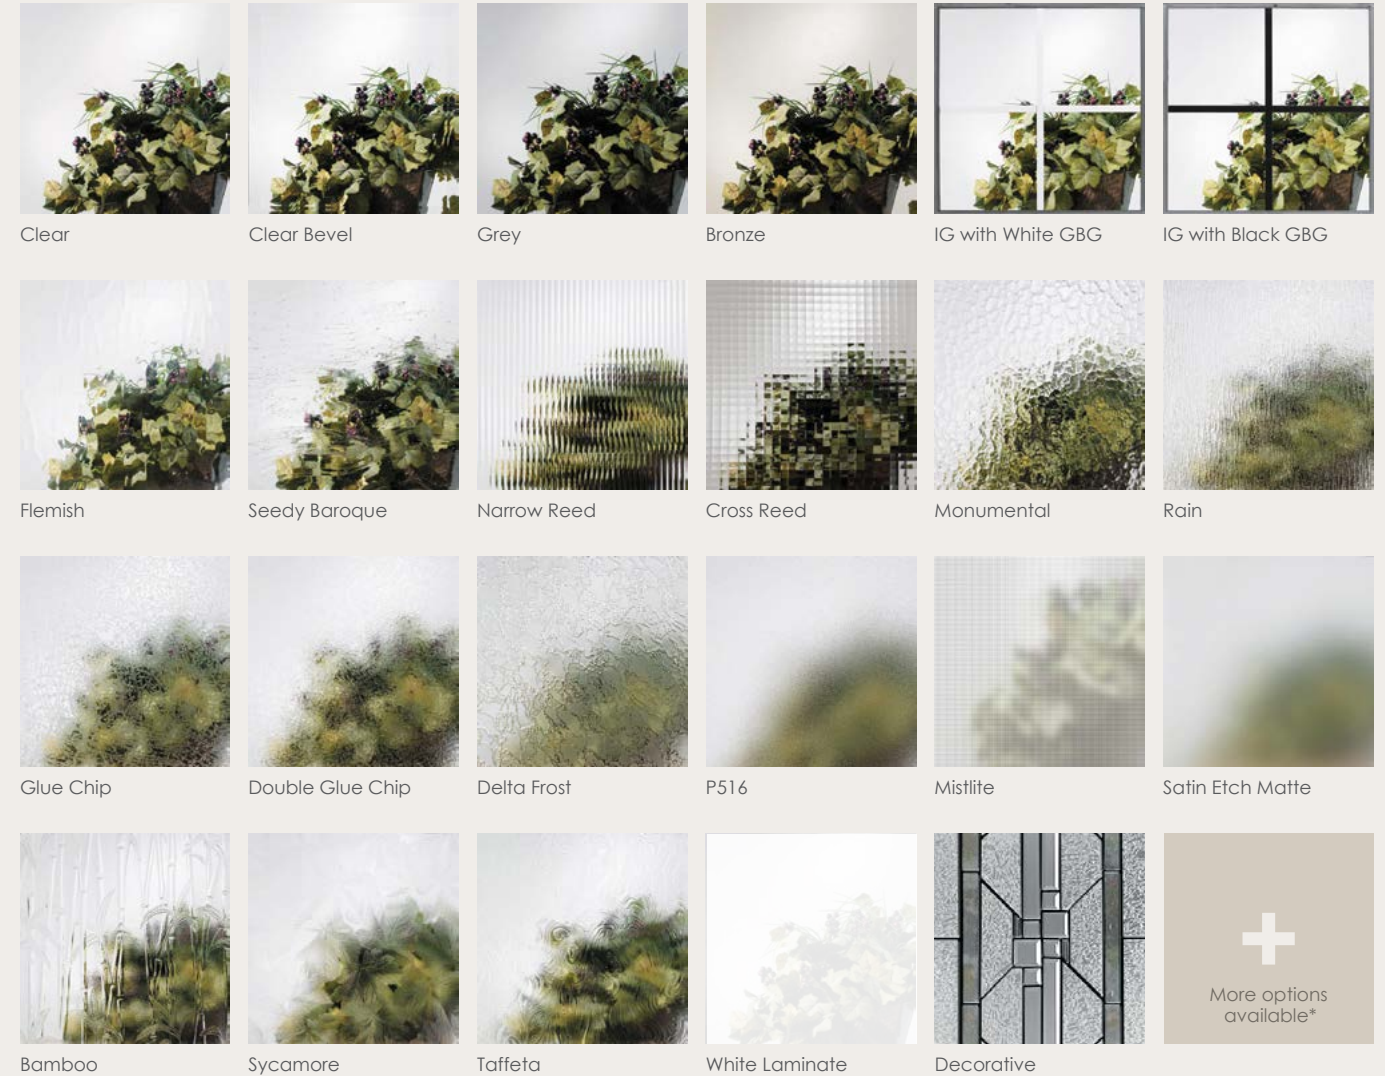 Clear
Clear Bevel
Grey
Bronze
IG with White GBG
IG with Black GBG
Flemish
Seedy Baroque
Narrow Reed
Cross Reed
Monumental
Rain
Glue Chip
Double Glue Chip
Delta Frost
P516
Mistlite
Satin Etch Matte
More options
available*
Bamboo
Sycamore
Taffeta
White Laminate
Decorative